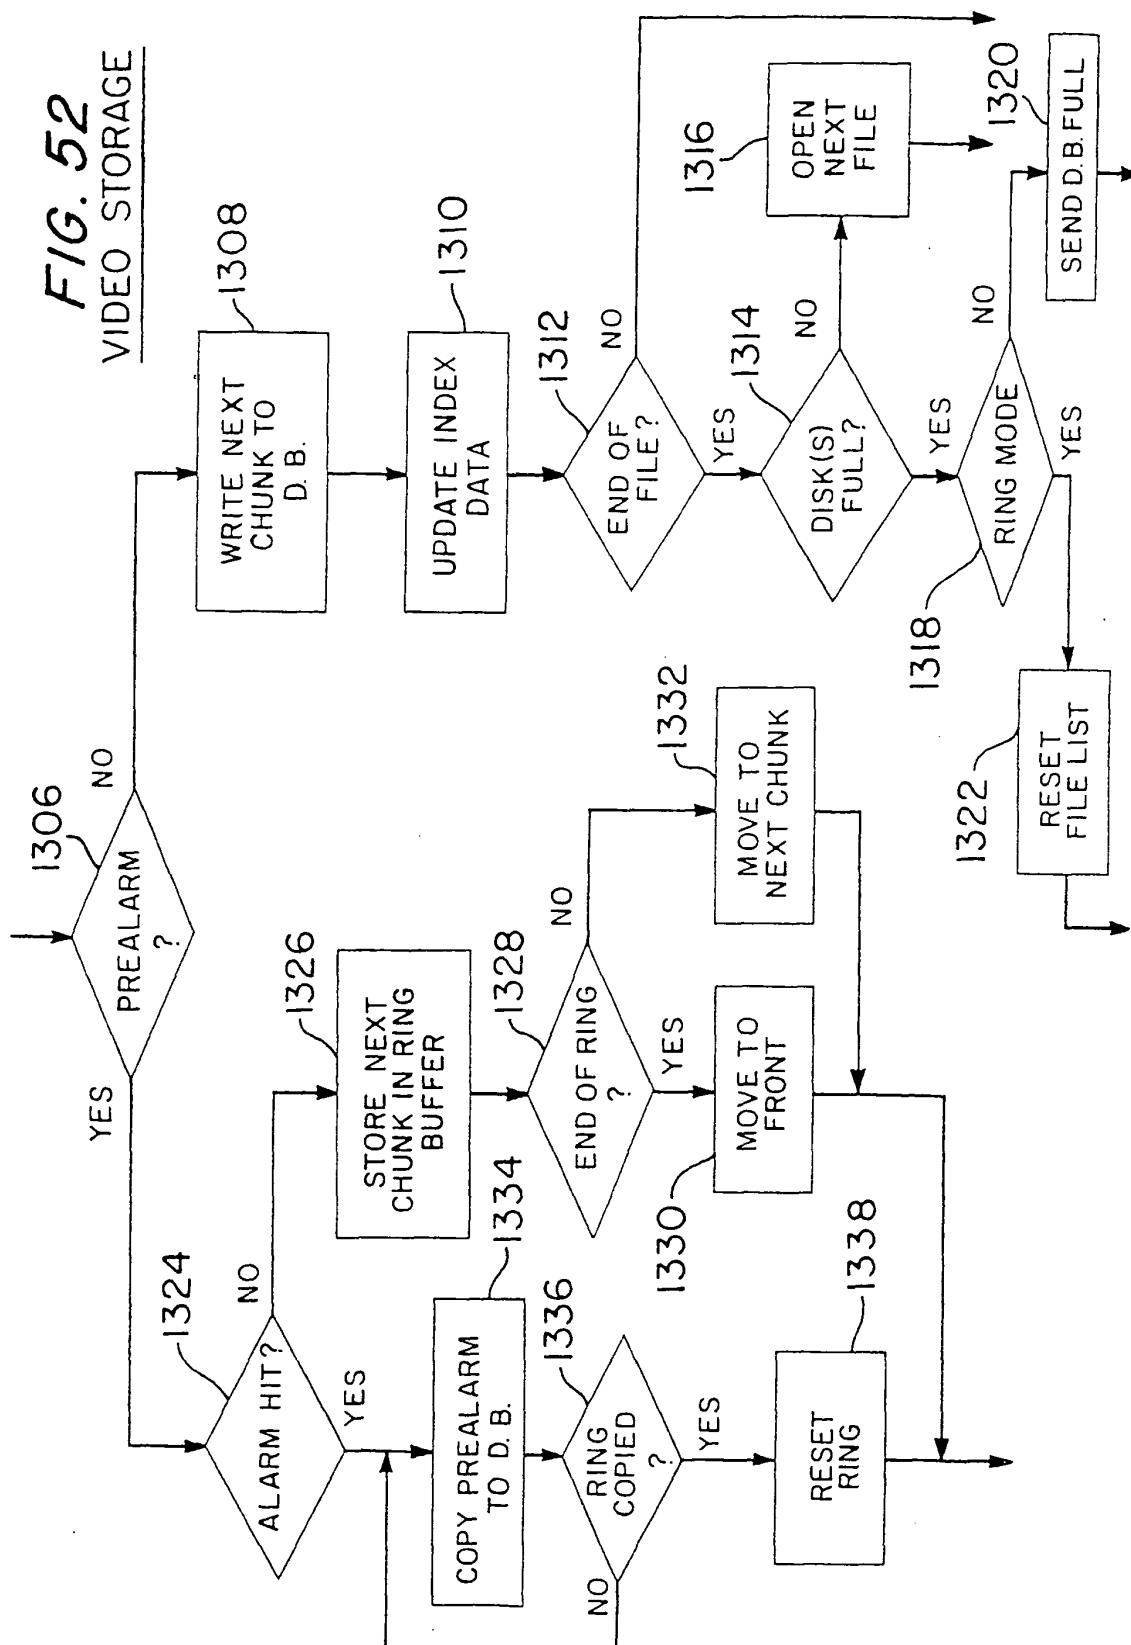 FIG. 52
VIDEO STORAGE
1306
PREALARM
?
YES
NO
1308
WRITE NEXT
CHUNK TO
D. B.
1310
UPDATE INDEX
DATA
1312
END OF
FILE?
NO
YES
1314
DISK(S)
FULL?
NO
YES
1316
OPEN
NEXT
FILE
1318
RING MODE
NO
YES
1320
SEND D.B. FULL
1322
RESET
FILE LIST
1324
ALARM HIT?
NO
YES
1326
STORE NEXT
CHUNK IN RING
BUFFER
1328
END OF RING
?
NO
YES
1330
MOVE TO
FRONT
1332
MOVE TO
NEXT CHUNK
1334
COPY PREALARM
TO D. B.
1336
RING
COPIED
?
NO
YES
1338
RESET
RING